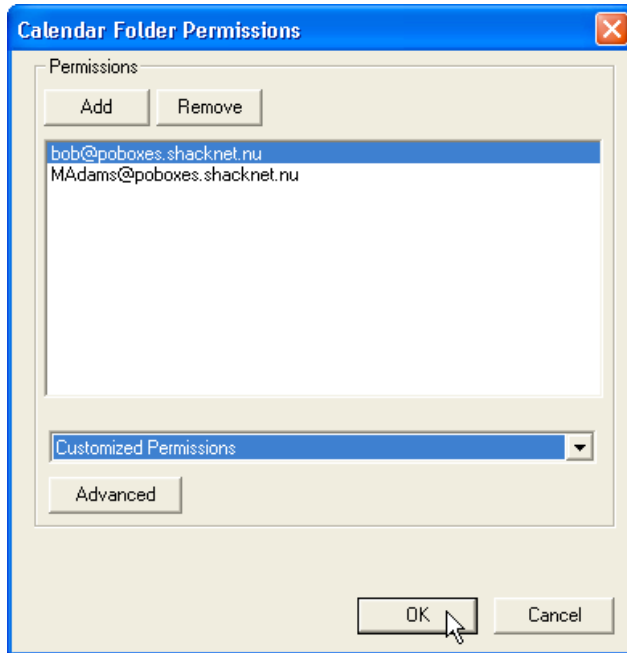 Calendar Folder Permissions
Permissions
Add Remove
bob@poboxes.shacknet.nu
MAdams@poboxes.shacknet.nu
Customized Permissions
Advanced
OK Cancel